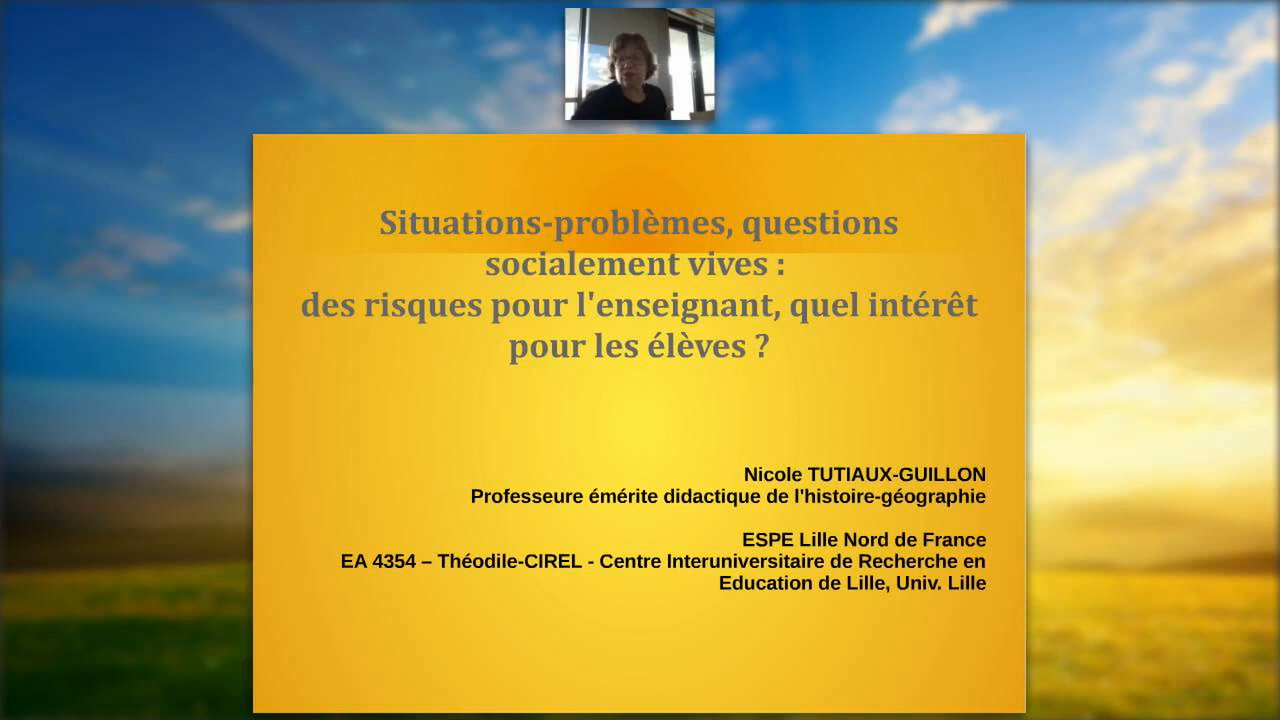 Situations-problèmes, questions
socialement vives :
des risques pour l'enseignant, quel intérêt
pour les élèves ?
Nicole TUTIAUX-GUILLON
Professeure émérite didactique de l'histoire-géographie
ESPE Lille Nord de France
EA 4354 – Théodile-CIREL - Centre Interuniversitaire de Recherche en
Education de Lille, Univ. Lille